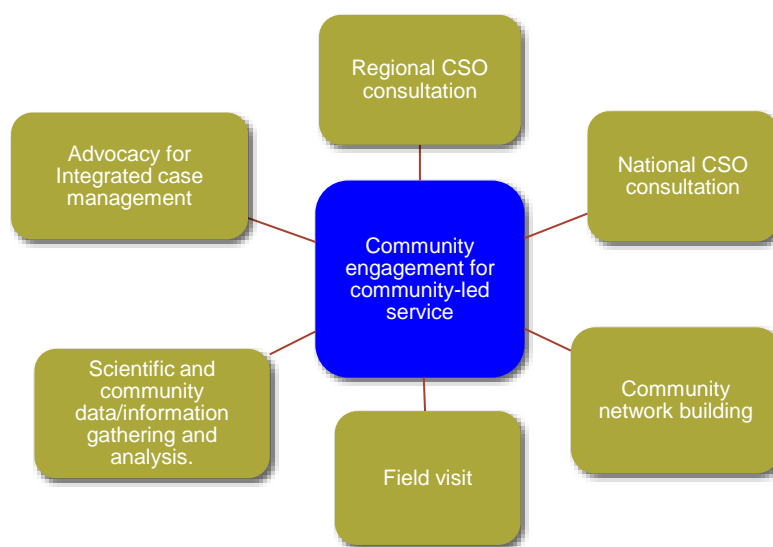 Regional CSO
consultation
Advocacy for
Integrated case
management
National CSO
consultation
Community
engagement for
community-led
service
Scientific and
community
data/information
gathering and
analysis.
Community
network building
Field visit